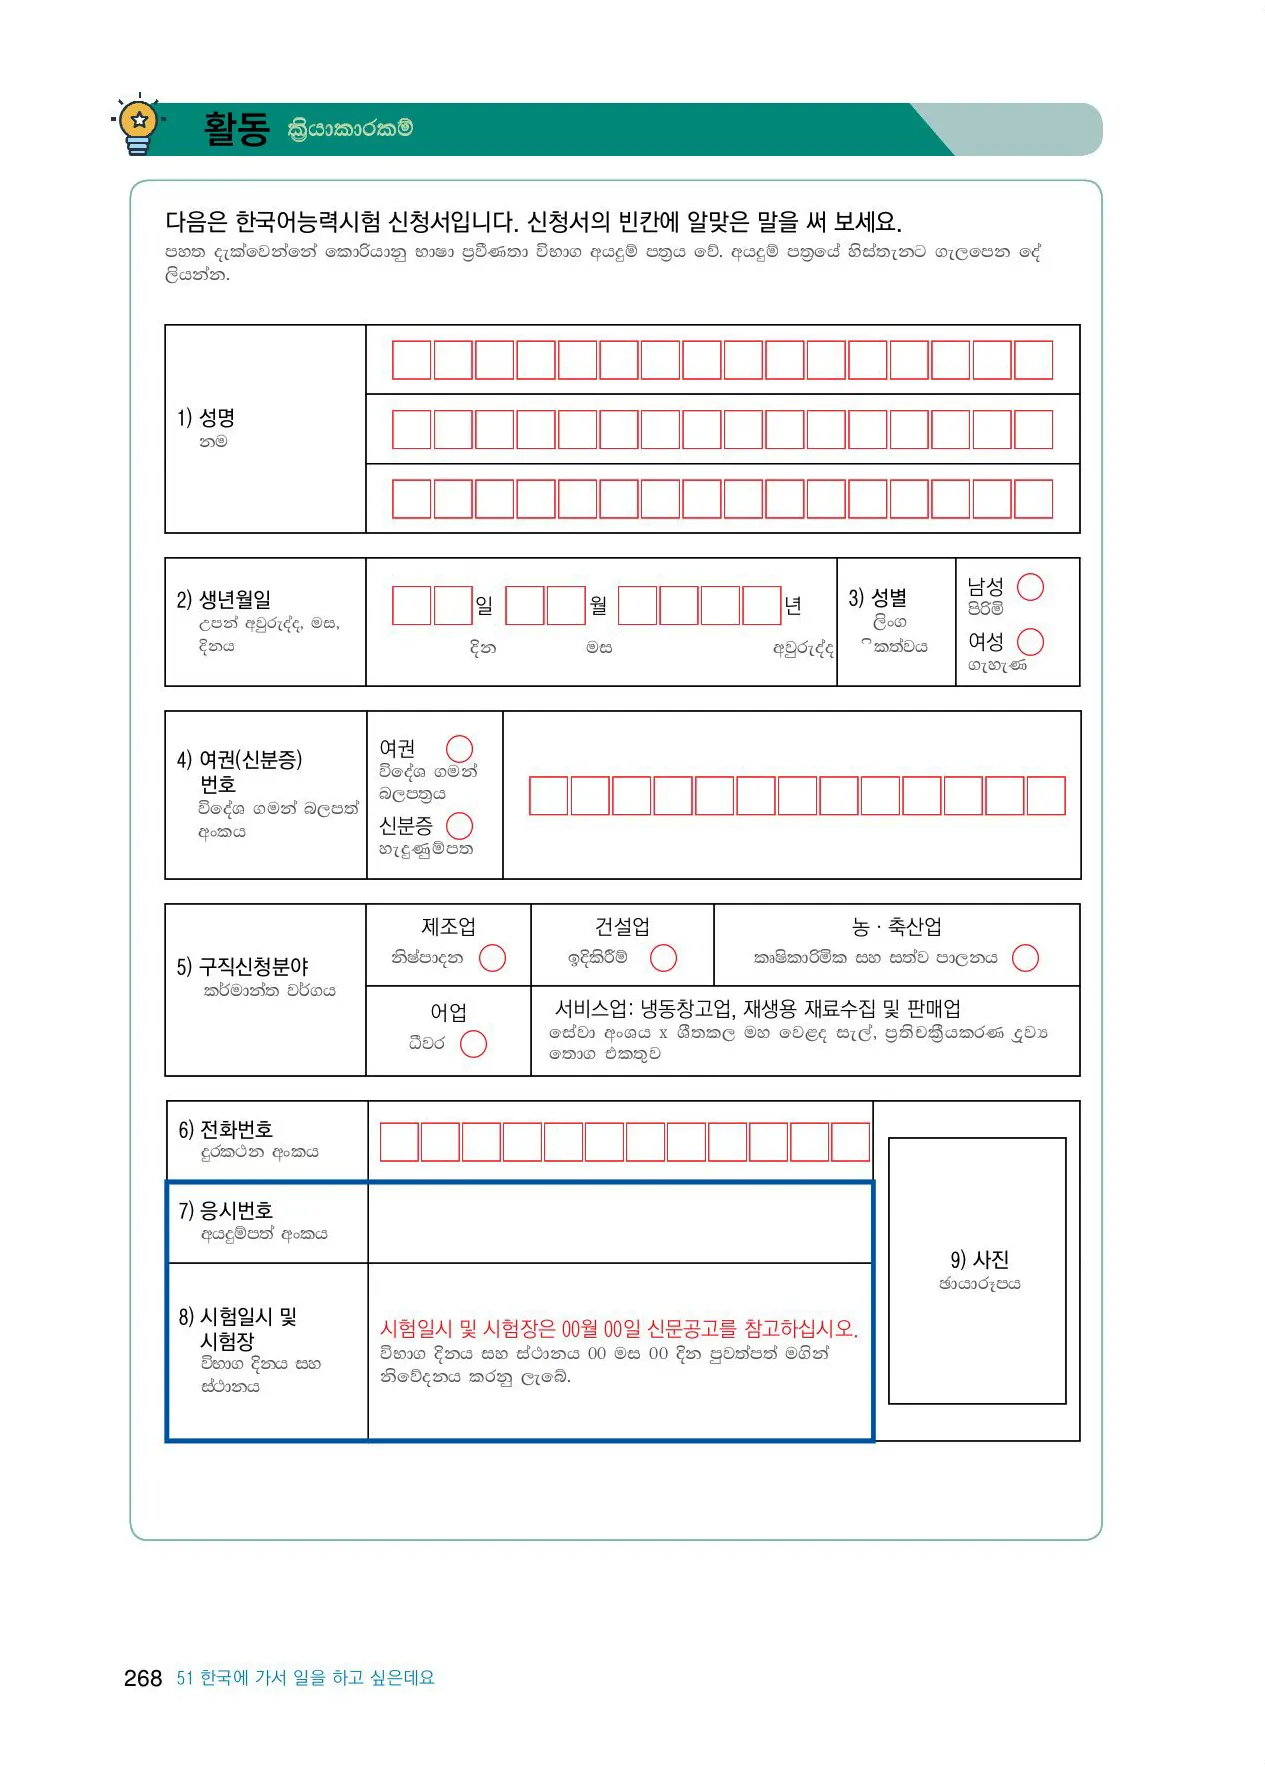 활동 ක්‍රියාකාරකම්
다음은 한국어능력시험 신청서입니다. 신청서의 빈칸에 알맞은 말을 써 보세요.
පහත දැක්වෙන්නේ කොරියානු භාෂා ප්‍රවීණතා විභාග අයදුම් පත්‍රය වේ. අයදුම් පත්‍රයේ හිස්තැනට ගැලපෙන දේ
ලියන්න.
1) 성명
නම
2) 생년월일
උපන් අවුරුද්ද, මස,
දිනය
일 월 년
දින මස අවුරුද්ද
3) 성별
ලිංග
ිකත්වය
남성
පිරිමි
여성
ගැහැණ
4) 여권(신분증)
번호
විදේශ ගමන් බලපත්
අංකය
여권
විදේශ ගමන්
බලපත්‍රය
신분증
හැඳුණුම්පත
5) 구직신청분야
කර්මාන්ත වර්ගය
제조업
නිෂ්පාදන
건설업
ඉදිකිරීම්
농 · 축산업
කෘෂිකාර්මික සහ සත්ව පාලනය
어업
ධීවර
서비스업: 냉동창고업, 재생용 재료수집 및 판매업
සේවා අංශය x ශීතකල මහ වෙළඳ සැල්, ප්‍රතිචක්‍රීයකරණ ද්‍රව්‍ය
තොග එකතුව
6) 전화번호
දුරකථන අංකය
7) 응시번호
අයදුම්පත් අංකය
8) 시험일시 및
시험장
විභාග දිනය සහ
ස්ථානය
시험일시 및 시험장은 00월 00일 신문공고를 참고하십시오.
විභාග දිනය සහ ස්ථානය 00 මස 00 දින පුවත්පත් මගින්
නිවේදනය කරනු ලැබේ.
9) 사진
ඡායාරූපය
268 51 한국에 가서 일을 하고 싶은데요